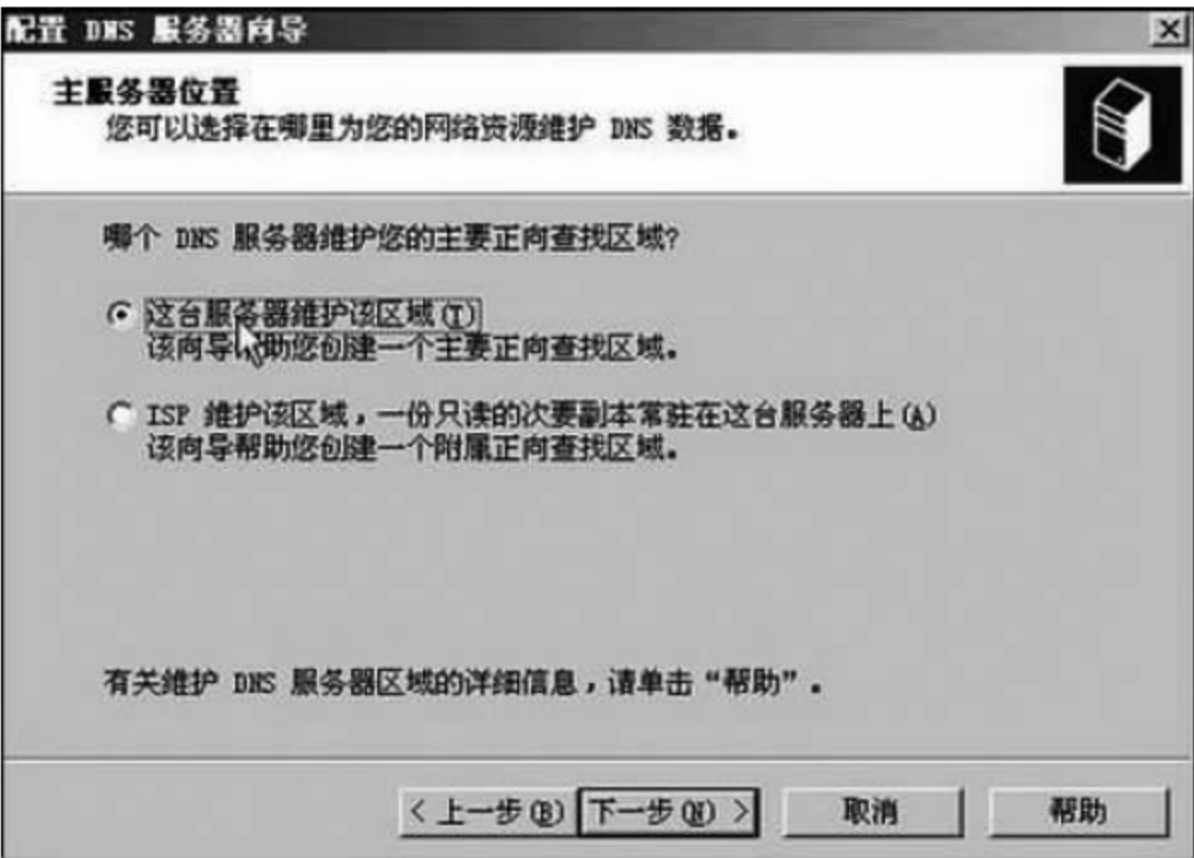 配置 DNS 服务器向导
主服务器位置
您可以选择在哪里为您的网络资源维护 DNS 数据。
哪个 DNS 服务器维护您的主要正向查找区域?
这台服务器维护该区域(T)
该向导帮助您创建一个主要正向查找区域。
ISP 维护该区域，一份只读的次要副本常驻在这台服务器上(A)
该向导帮助您创建一个附属正向查找区域。
有关维护 DNS 服务器区域的详细信息，请单击“帮助”。
< 上一步(B) 下一步(N) > 取消 帮助